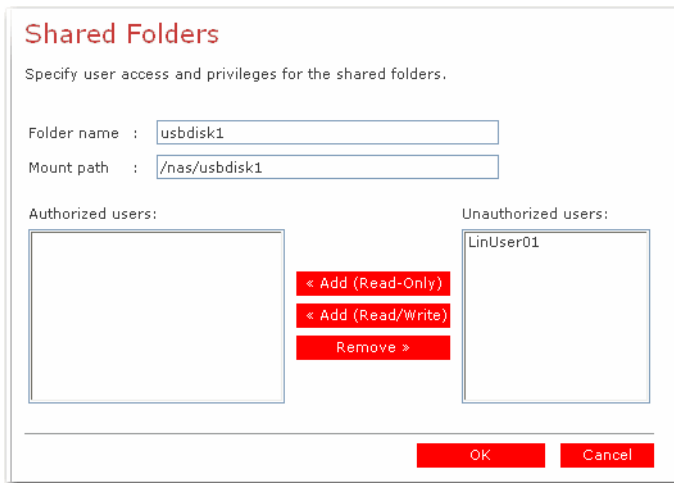 Shared Folders
Specify user access and privileges for the shared folders.
Folder name : usbdisk1
Mount path : /nas/usbdisk1
Authorized users: Unauthorized users:
LinUser01
« Add (Read-Only)
« Add (Read/Write)
Remove »
OK Cancel